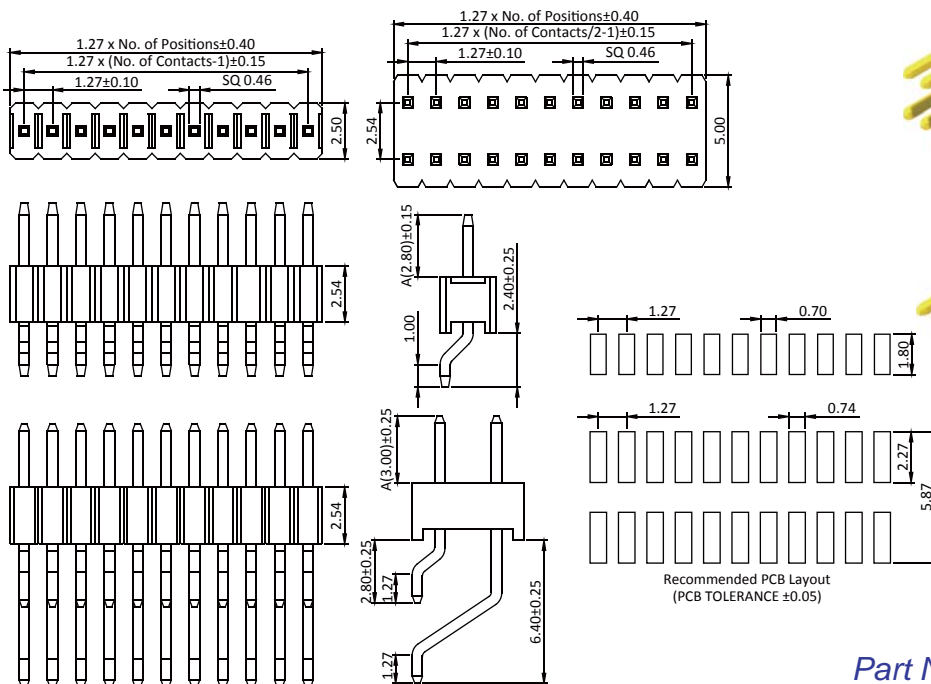 1.27 x No. of Positions±0.40
1.27 x (No. of Contacts-1)±0.15
1.27±0.10
SQ 0.46
2.50
1.27 x No. of Positions±0.40
1.27 x (No. of Contacts/2-1)±0.15
1.27±0.10
SQ 0.46
2.54
5.00
2.54
A(2.80)±0.15
2.40±0.25
1.00
1.27
0.70
1.80
1.27
0.74
2.27
5.87
Recommended PCB Layout
(PCB TOLERANCE ±0.05)
2.54
A(3.00)±0.25
2.80±0.25
1.27
6.40±0.25
1.27
Part N